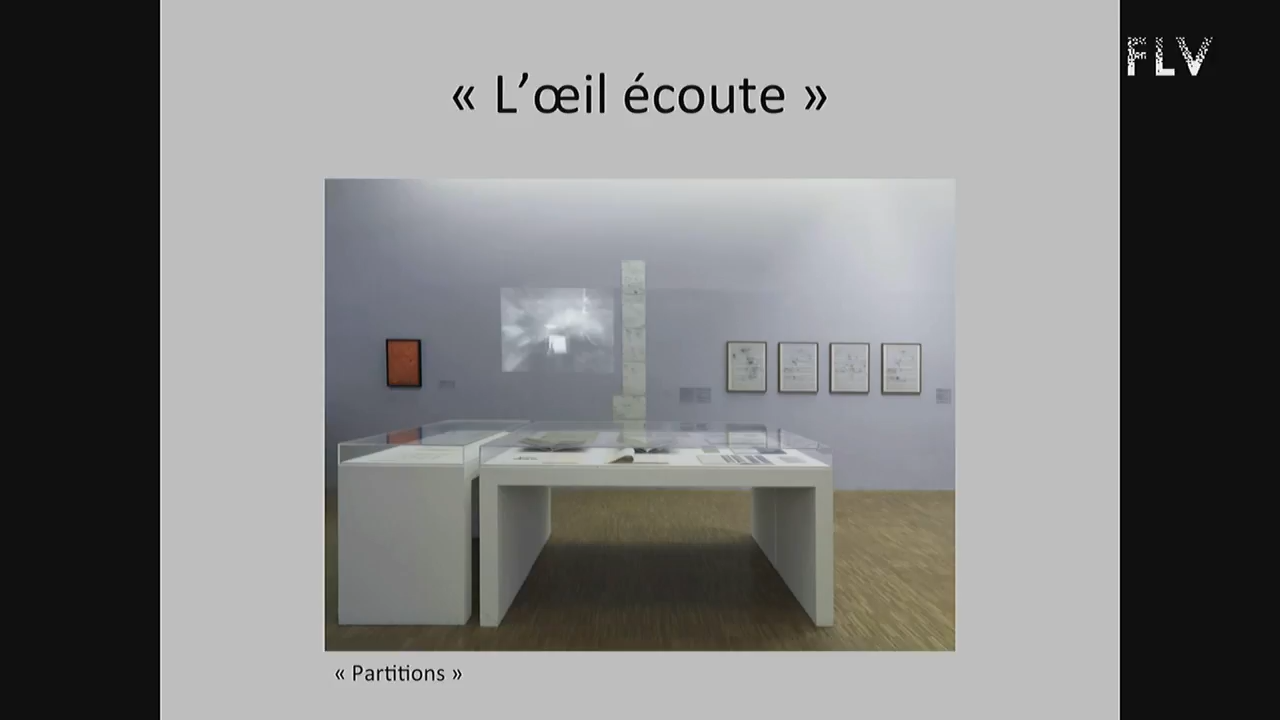 « L’œil écoute »
FLV
« Partitions »